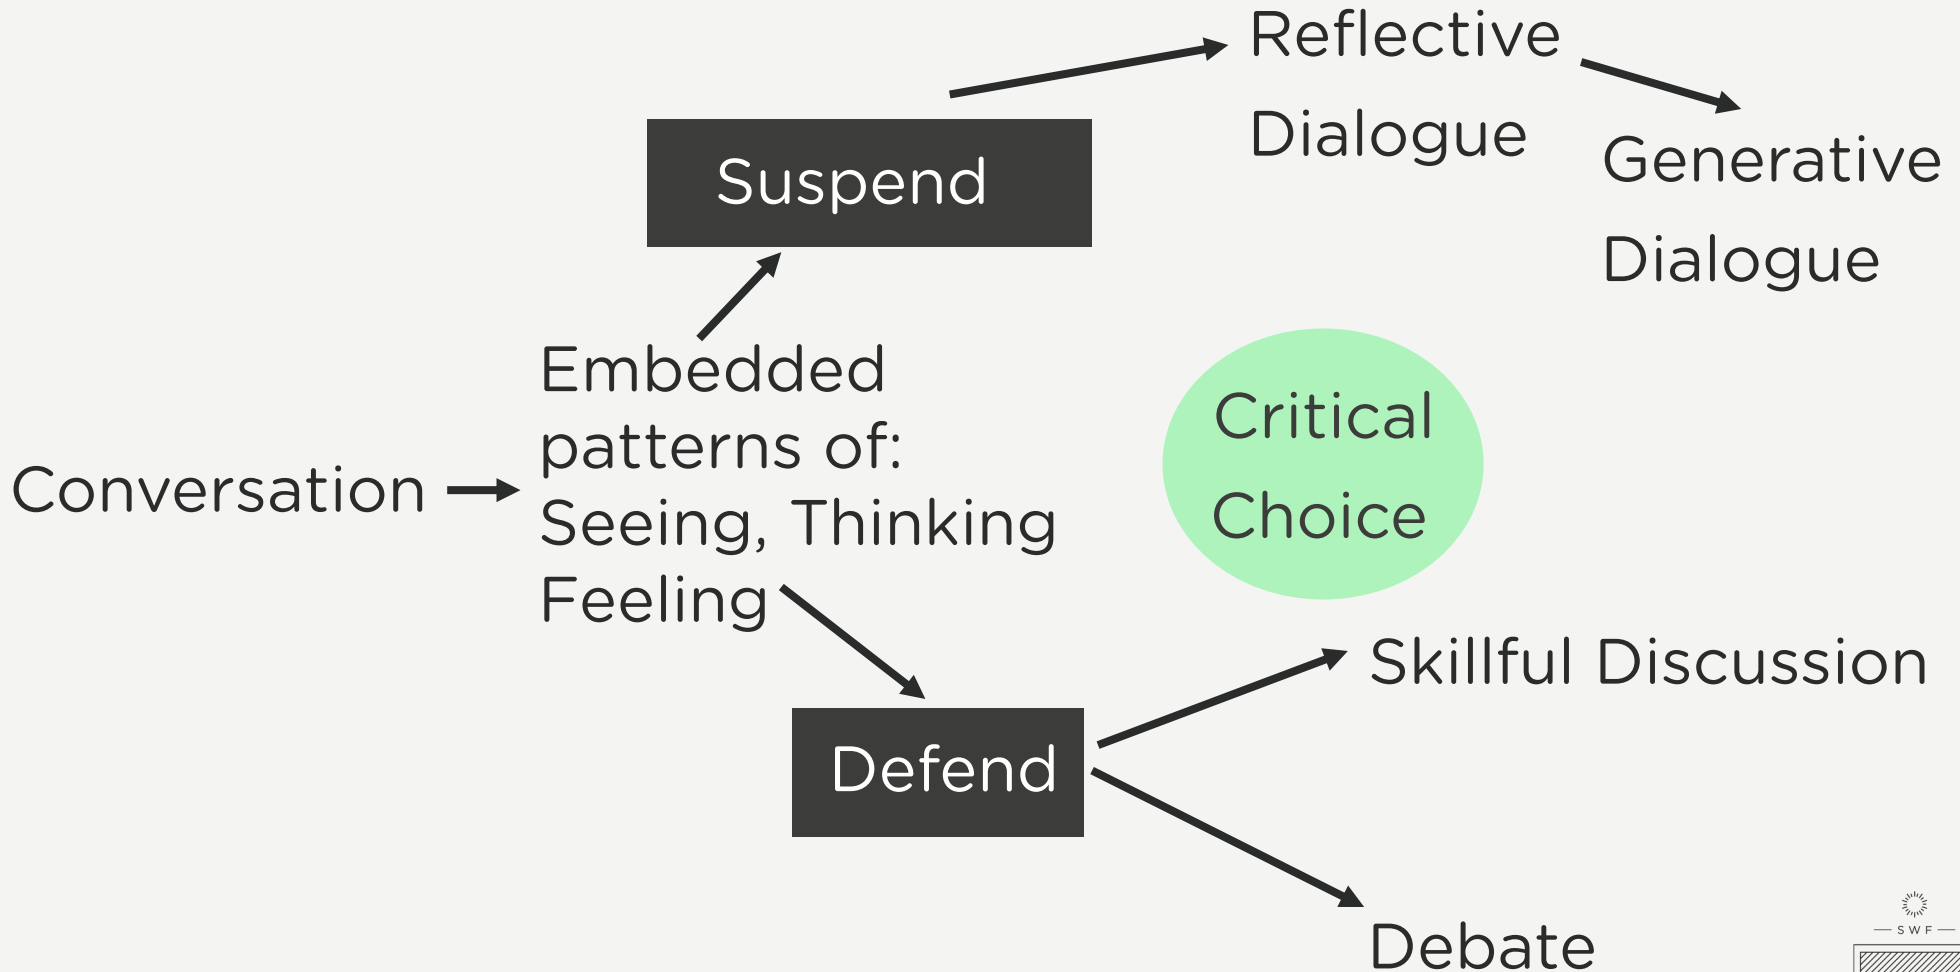 Reflective
Dialogue
Generative
Dialogue
Suspend
Embedded
patterns of:
Seeing, Thinking
Feeling
Conversation
Critical
Choice
Skillful Discussion
Defend
Debate
SWF